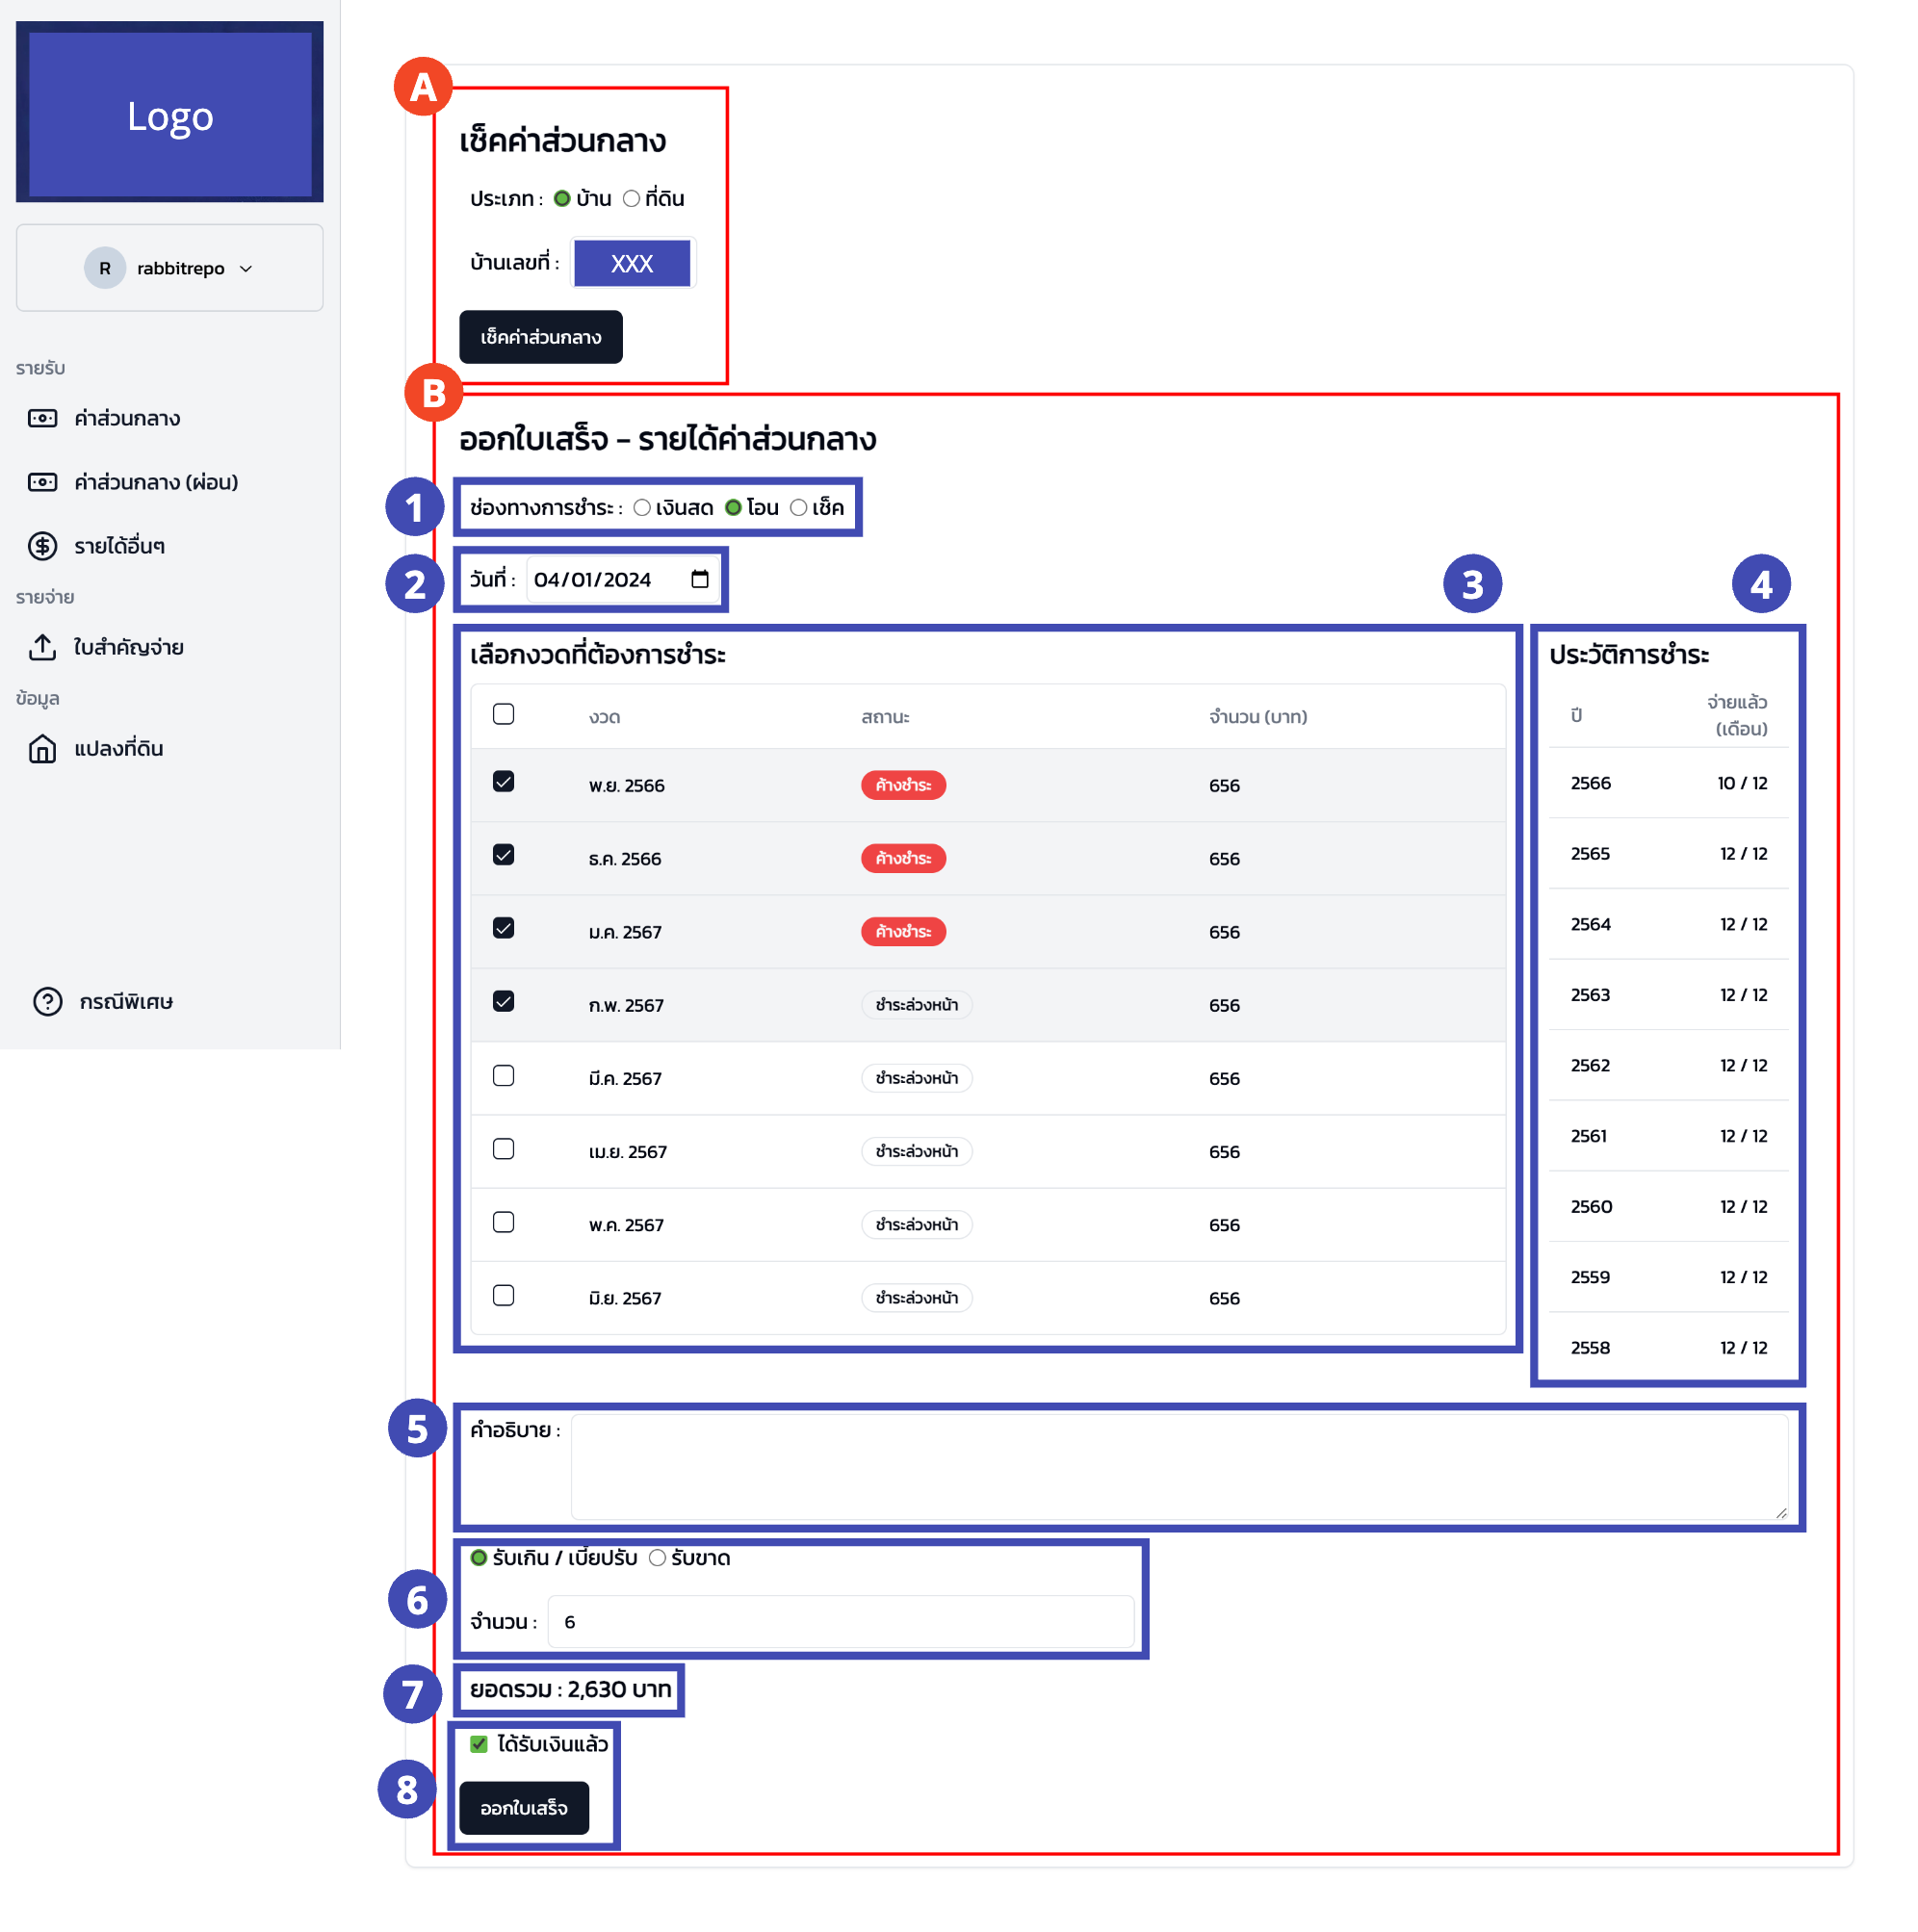 Logo
R rabbitrepo
รายรับ
ค่าส่วนกลาง
ค่าส่วนกลาง (ผ่อน)
รายได้อื่นๆ
รายจ่าย
ใบสำคัญจ่าย
ข้อมูล
แปลงที่ดิน
กรณีพิเศษ
A
เช็คค่าส่วนกลาง
ประเภท : บ้าน ที่ดิน
บ้านเลขที่ : XXX
เช็คค่าส่วนกลาง
B
ออกใบเสร็จ - รายได้ค่าส่วนกลาง
1
ช่องทางการชำระ : เงินสด โอน เช็ค
2
วันที่ : 04/01/2024
3
เลือกงวดที่ต้องการชำระ
งวด สถานะ จำนวน (บาท)
พ.ย. 2566 ค้างชำระ 656
ธ.ค. 2566 ค้างชำระ 656
ม.ค. 2567 ค้างชำระ 656
ก.พ. 2567 ชำระล่วงหน้า 656
มี.ค. 2567 ชำระล่วงหน้า 656
เม.ย. 2567 ชำระล่วงหน้า 656
พ.ค. 2567 ชำระล่วงหน้า 656
มิ.ย. 2567 ชำระล่วงหน้า 656
4
ประวัติการชำระ
ปี จ่ายแล้ว
(เดือน)
2566 10 / 12
2565 12 / 12
2564 12 / 12
2563 12 / 12
2562 12 / 12
2561 12 / 12
2560 12 / 12
2559 12 / 12
2558 12 / 12
5
คำอธิบาย :
6
รับเกิน / เบี้ยปรับ รับขาด
จำนวน : 6
7
ยอดรวม : 2,630 บาท
8
ได้รับเงินแล้ว
ออกใบเสร็จ